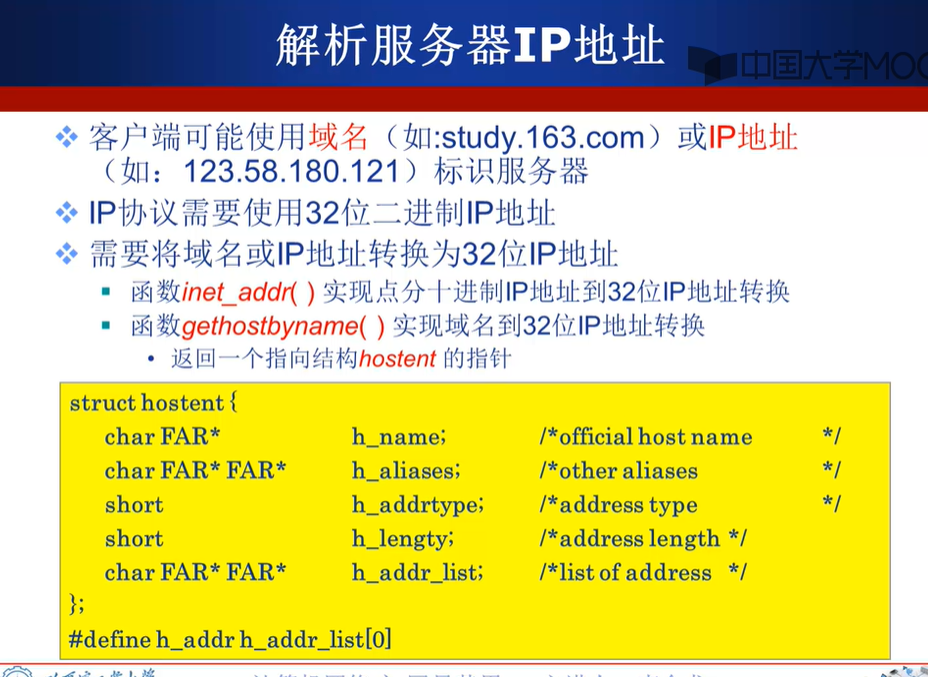 解析服务器IP地址
中国大学MOO
客户端可能使用域名（如:study.163.com）或IP地址
（如：123.58.180.121）标识服务器
IP协议需要使用32位二进制IP地址
需要将域名或IP地址转换为32位IP地址
函数inet_addr( ) 实现点分十进制IP地址到32位IP地址转换
函数gethostbyname( ) 实现域名到32位IP地址转换
• 返回一个指向结构hostent 的指针
struct hostent {
char FAR* h_name; /*official host name */
char FAR* FAR* h_aliases; /*other aliases */
short h_addrtype; /*address type */
short h_lengty; /*address length */
char FAR* FAR* h_addr_list; /*list of address */
};
#define h_addr h_addr_list[0]